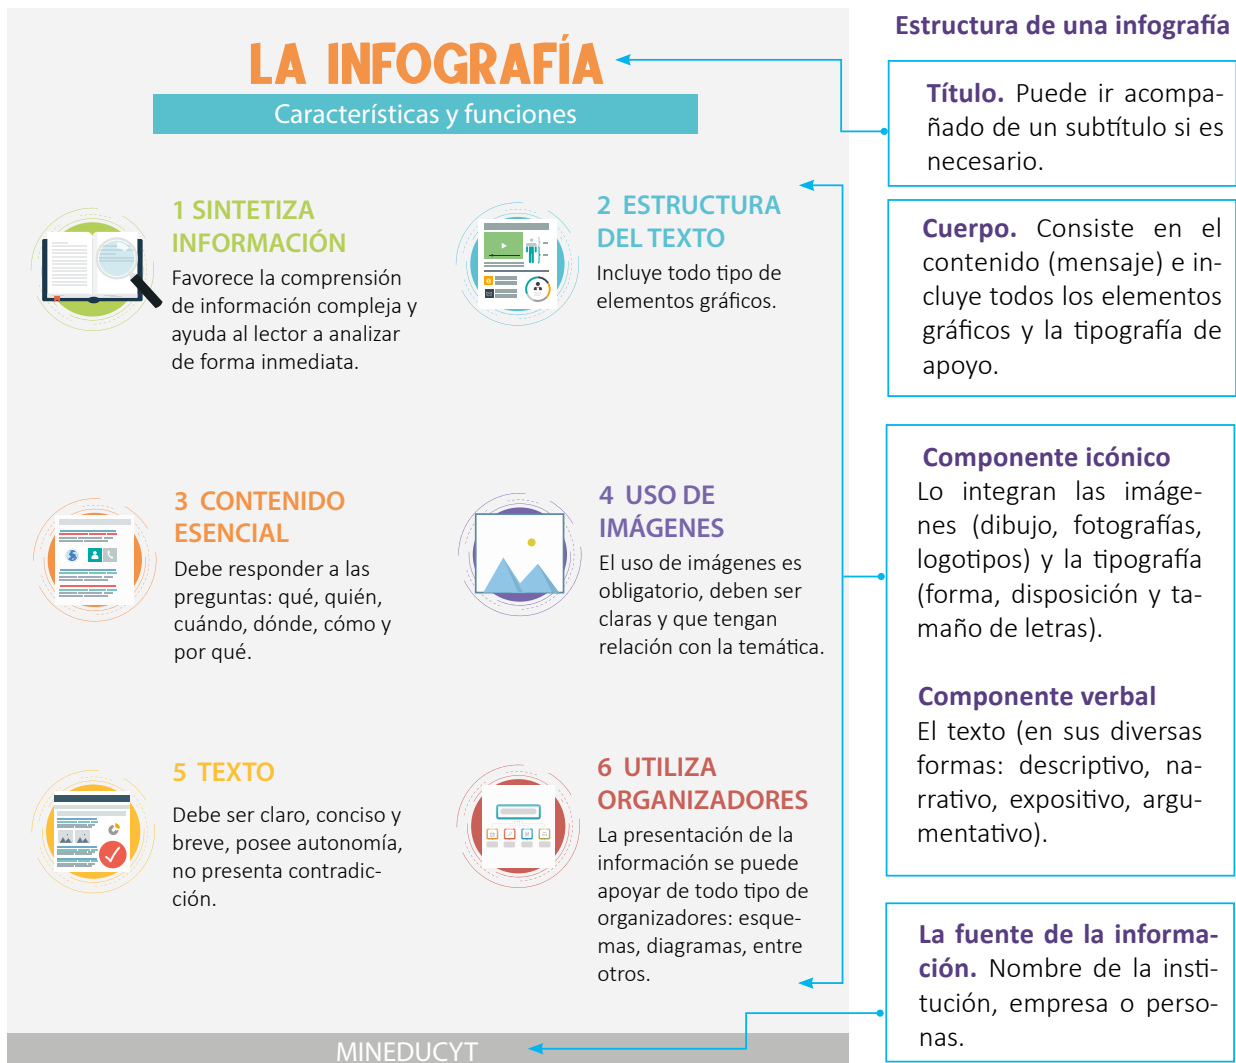 LA INFOGRAFÍA
Características y funciones
1 SINTETIZA
INFORMACIÓN
Favorece la comprensión
de información compleja y
ayuda al lector a analizar
de forma inmediata.
2 ESTRUCTURA
DEL TEXTO
Incluye todo tipo de
elementos gráficos.
3 CONTENIDO
ESENCIAL
Debe responder a las
preguntas: qué, quién,
cuándo, dónde, cómo y
por qué.
4 USO DE
IMÁGENES
El uso de imágenes es
obligatorio, deben ser
claras y que tengan
relación con la temática.
5 TEXTO
Debe ser claro, conciso y
breve, posee autonomía,
no presenta contradic-
ción.
6 UTILIZA
ORGANIZADORES
La presentación de la
información se puede
apoyar de todo tipo de
organizadores: esque-
mas, diagramas, entre
otros.
MINEDUCYT
Estructura de una infografía
Título. Puede ir acompa-
ñado de un subtítulo si es
necesario.
Cuerpo. Consiste en el
contenido (mensaje) e in-
cluye todos los elementos
gráficos y la tipografía de
apoyo.
Componente icónico
Lo integran las imáge-
nes (dibujo, fotografías,
logotipos) y la tipografía
(forma, disposición y ta-
maño de letras).
Componente verbal
El texto (en sus diversas
formas: descriptivo, na-
rrativo, expositivo, argu-
mentativo).
La fuente de la informa-
ción. Nombre de la insti-
tución, empresa o perso-
nas.